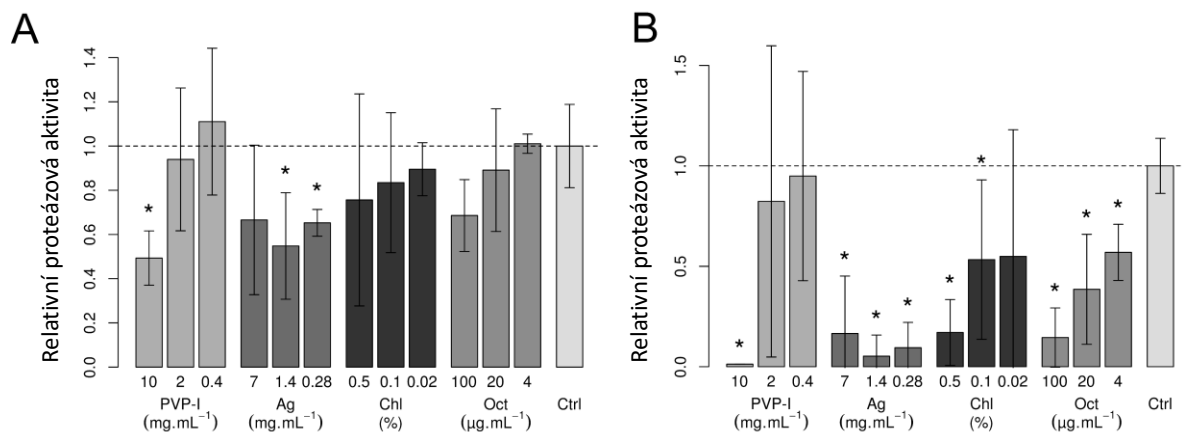 A
Relativní proteázová aktivita
1.4
1.2
1.0
0.8
0.6
0.4
0.2
0.0
* * *
10 2 0.4 7 1.4 0.28 0.5 0.1 0.02 100 20 4
PVP-I Ag Chl Oct Ctrl
(mg.mL⁻¹) (mg.mL⁻¹) (%) (µg.mL⁻¹)
B
Relativní proteázová aktivita
1.5
1.0
0.5
0.0
* * * * * * * * *
10 2 0.4 7 1.4 0.28 0.5 0.1 0.02 100 20 4
PVP-I Ag Chl Oct Ctrl
(mg.mL⁻¹) (mg.mL⁻¹) (%) (µg.mL⁻¹)